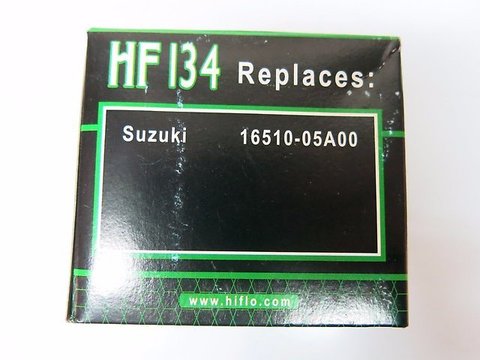 HF134 Replaces:
Suzuki 16510-05A00
www.hiflo.com